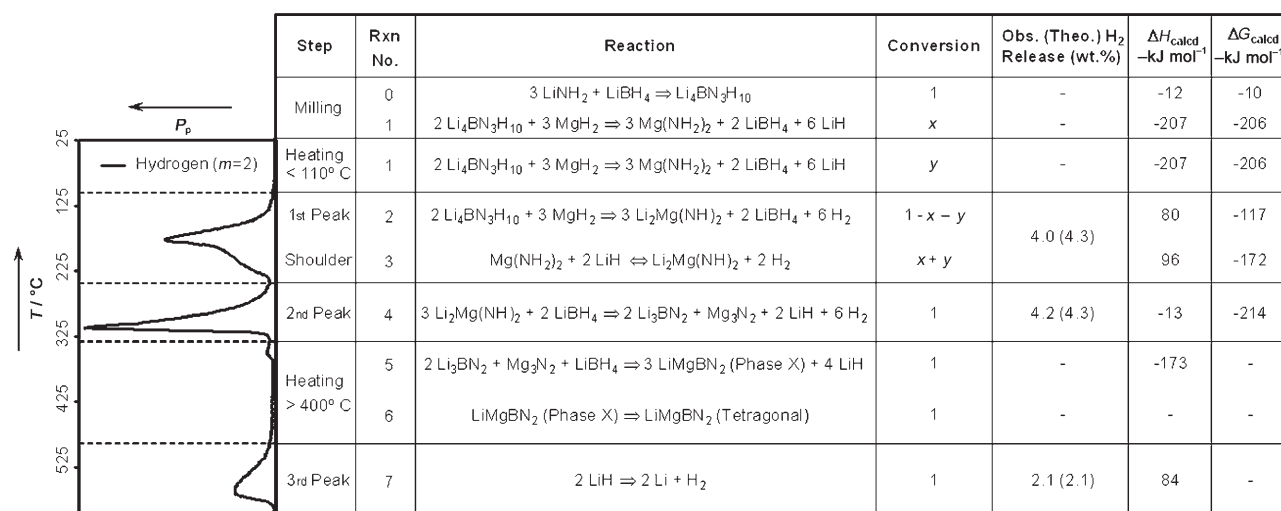 Step
Rxn No.
Reaction
Conversion
Obs. (Theo.) H₂ Release (wt.%)
ΔH_calcd –kJ mol⁻¹
ΔG_calcd –kJ mol⁻¹
P_p
T / °C
25
125
225
325
425
525
Hydrogen (m=2)
Milling
0
3 LiNH₂ + LiBH₄ ⇒ Li₄BN₃H₁₀
1
-
-12
-10
1
2 Li₄BN₃H₁₀ + 3 MgH₂ ⇒ 3 Mg(NH₂)₂ + 2 LiBH₄ + 6 LiH
x
-
-207
-206
Heating < 110º C
1
2 Li₄BN₃H₁₀ + 3 MgH₂ ⇒ 3 Mg(NH₂)₂ + 2 LiBH₄ + 6 LiH
y
-
-207
-206
1st Peak
2
2 Li₄BN₃H₁₀ + 3 MgH₂ ⇒ 3 Li₂Mg(NH)₂ + 2 LiBH₄ + 6 H₂
1 - x – y
4.0 (4.3)
80
-117
Shoulder
3
Mg(NH₂)₂ + 2 LiH ⇔ Li₂Mg(NH)₂ + 2 H₂
x + y
96
-172
2nd Peak
4
3 Li₂Mg(NH)₂ + 2 LiBH₄ ⇒ 2 Li₃BN₂ + Mg₃N₂ + 2 LiH + 6 H₂
1
4.2 (4.3)
-13
-214
Heating > 400º C
5
2 Li₃BN₂ + Mg₃N₂ + LiBH₄ ⇒ 3 LiMgBN₂ (Phase X) + 4 LiH
1
-
-173
-
6
LiMgBN₂ (Phase X) ⇒ LiMgBN₂ (Tetragonal)
1
-
-
-
3rd Peak
7
2 LiH ⇒ 2 Li + H₂
1
2.1 (2.1)
84
-